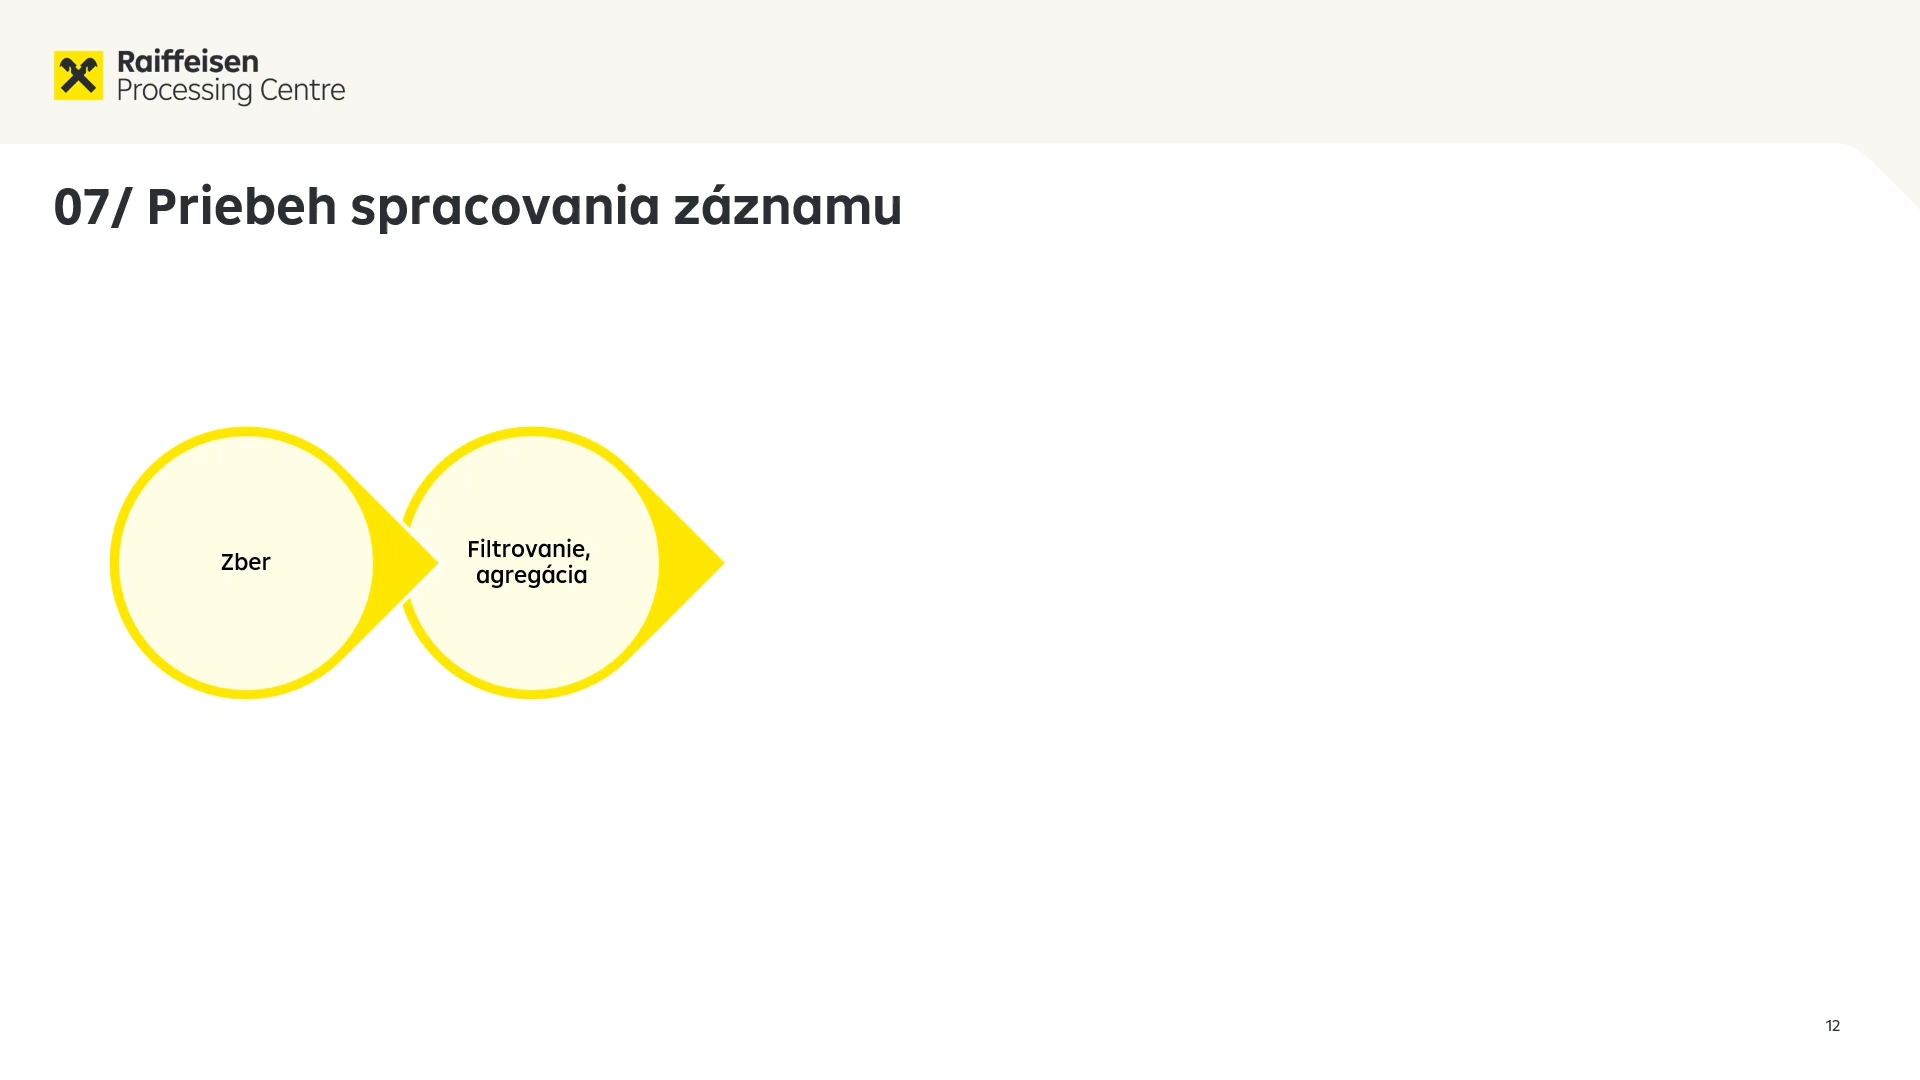 Raiffeisen
Processing Centre
07/ Priebeh spracovania záznamu
Zber
Filtrovanie,
agregácia
12